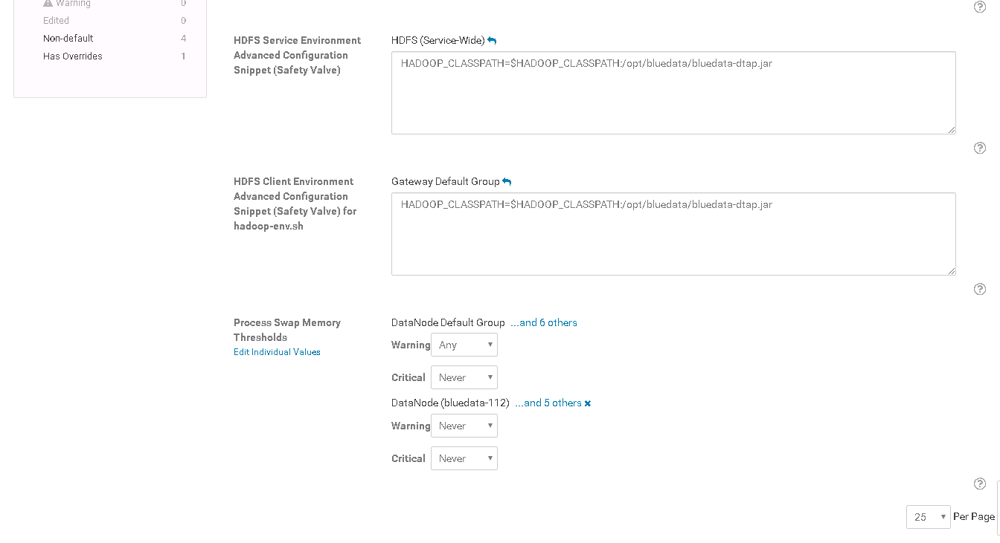 Warning 0
Edited 0
Non-default 4
Has Overrides 1
HDFS Service Environment
Advanced Configuration
Snippet (Safety Valve)
HDFS (Service-Wide)
HADOOP_CLASSPATH=$HADOOP_CLASSPATH:/opt/bluedata/bluedata-dtap.jar
HDFS Client Environment
Advanced Configuration
Snippet (Safety Valve) for
hadoop-env.sh
Gateway Default Group
HADOOP_CLASSPATH=$HADOOP_CLASSPATH:/opt/bluedata/bluedata-dtap.jar
Process Swap Memory
Thresholds
Edit Individual Values
DataNode Default Group ...and 6 others
Warning Any
Critical Never
DataNode (bluedata-112) ...and 5 others
Warning Never
Critical Never
25 Per Page